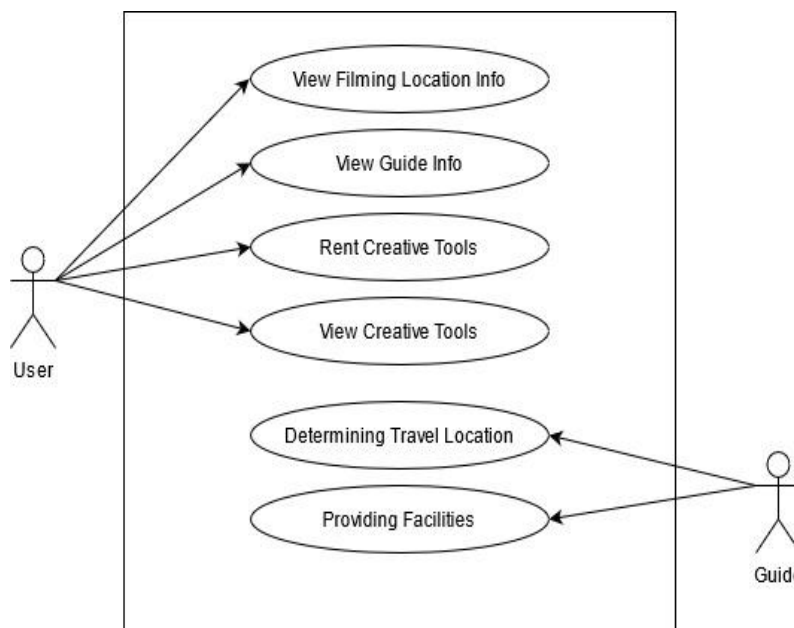 View Filming Location Info
View Guide Info
Rent Creative Tools
View Creative Tools
User
Determining Travel Location
Providing Facilities
Guide